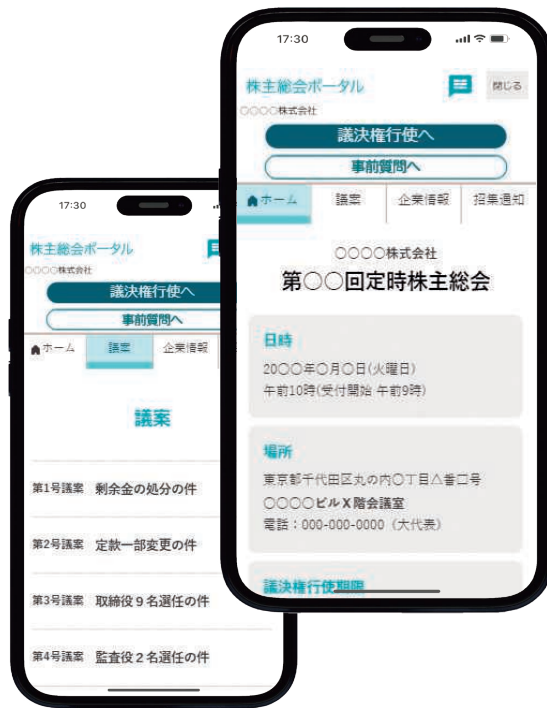 17:30
株主総会ポータル
閉じる
○○○○株式会社
議決権行使へ
事前質問へ
ホーム 議案 企業情報 招集通知
○○○○株式会社
第○○回定時株主総会
日時
20○○年○月○日(火曜日)
午前10時(受付開始 午前9時)
場所
東京都千代田区丸の内○丁目△番□号
○○○○ビルX階会議室
電話:000-000-0000（大代表）
議決権行使期限
17:30
株主総会ポータル
○○○○株式会社
議決権行使へ
事前質問へ
ホーム 議案 企業情報
議案
第1号議案 剰余金の処分の件
第2号議案 定款一部変更の件
第3号議案 取締役9名選任の件
第4号議案 監査役2名選任の件